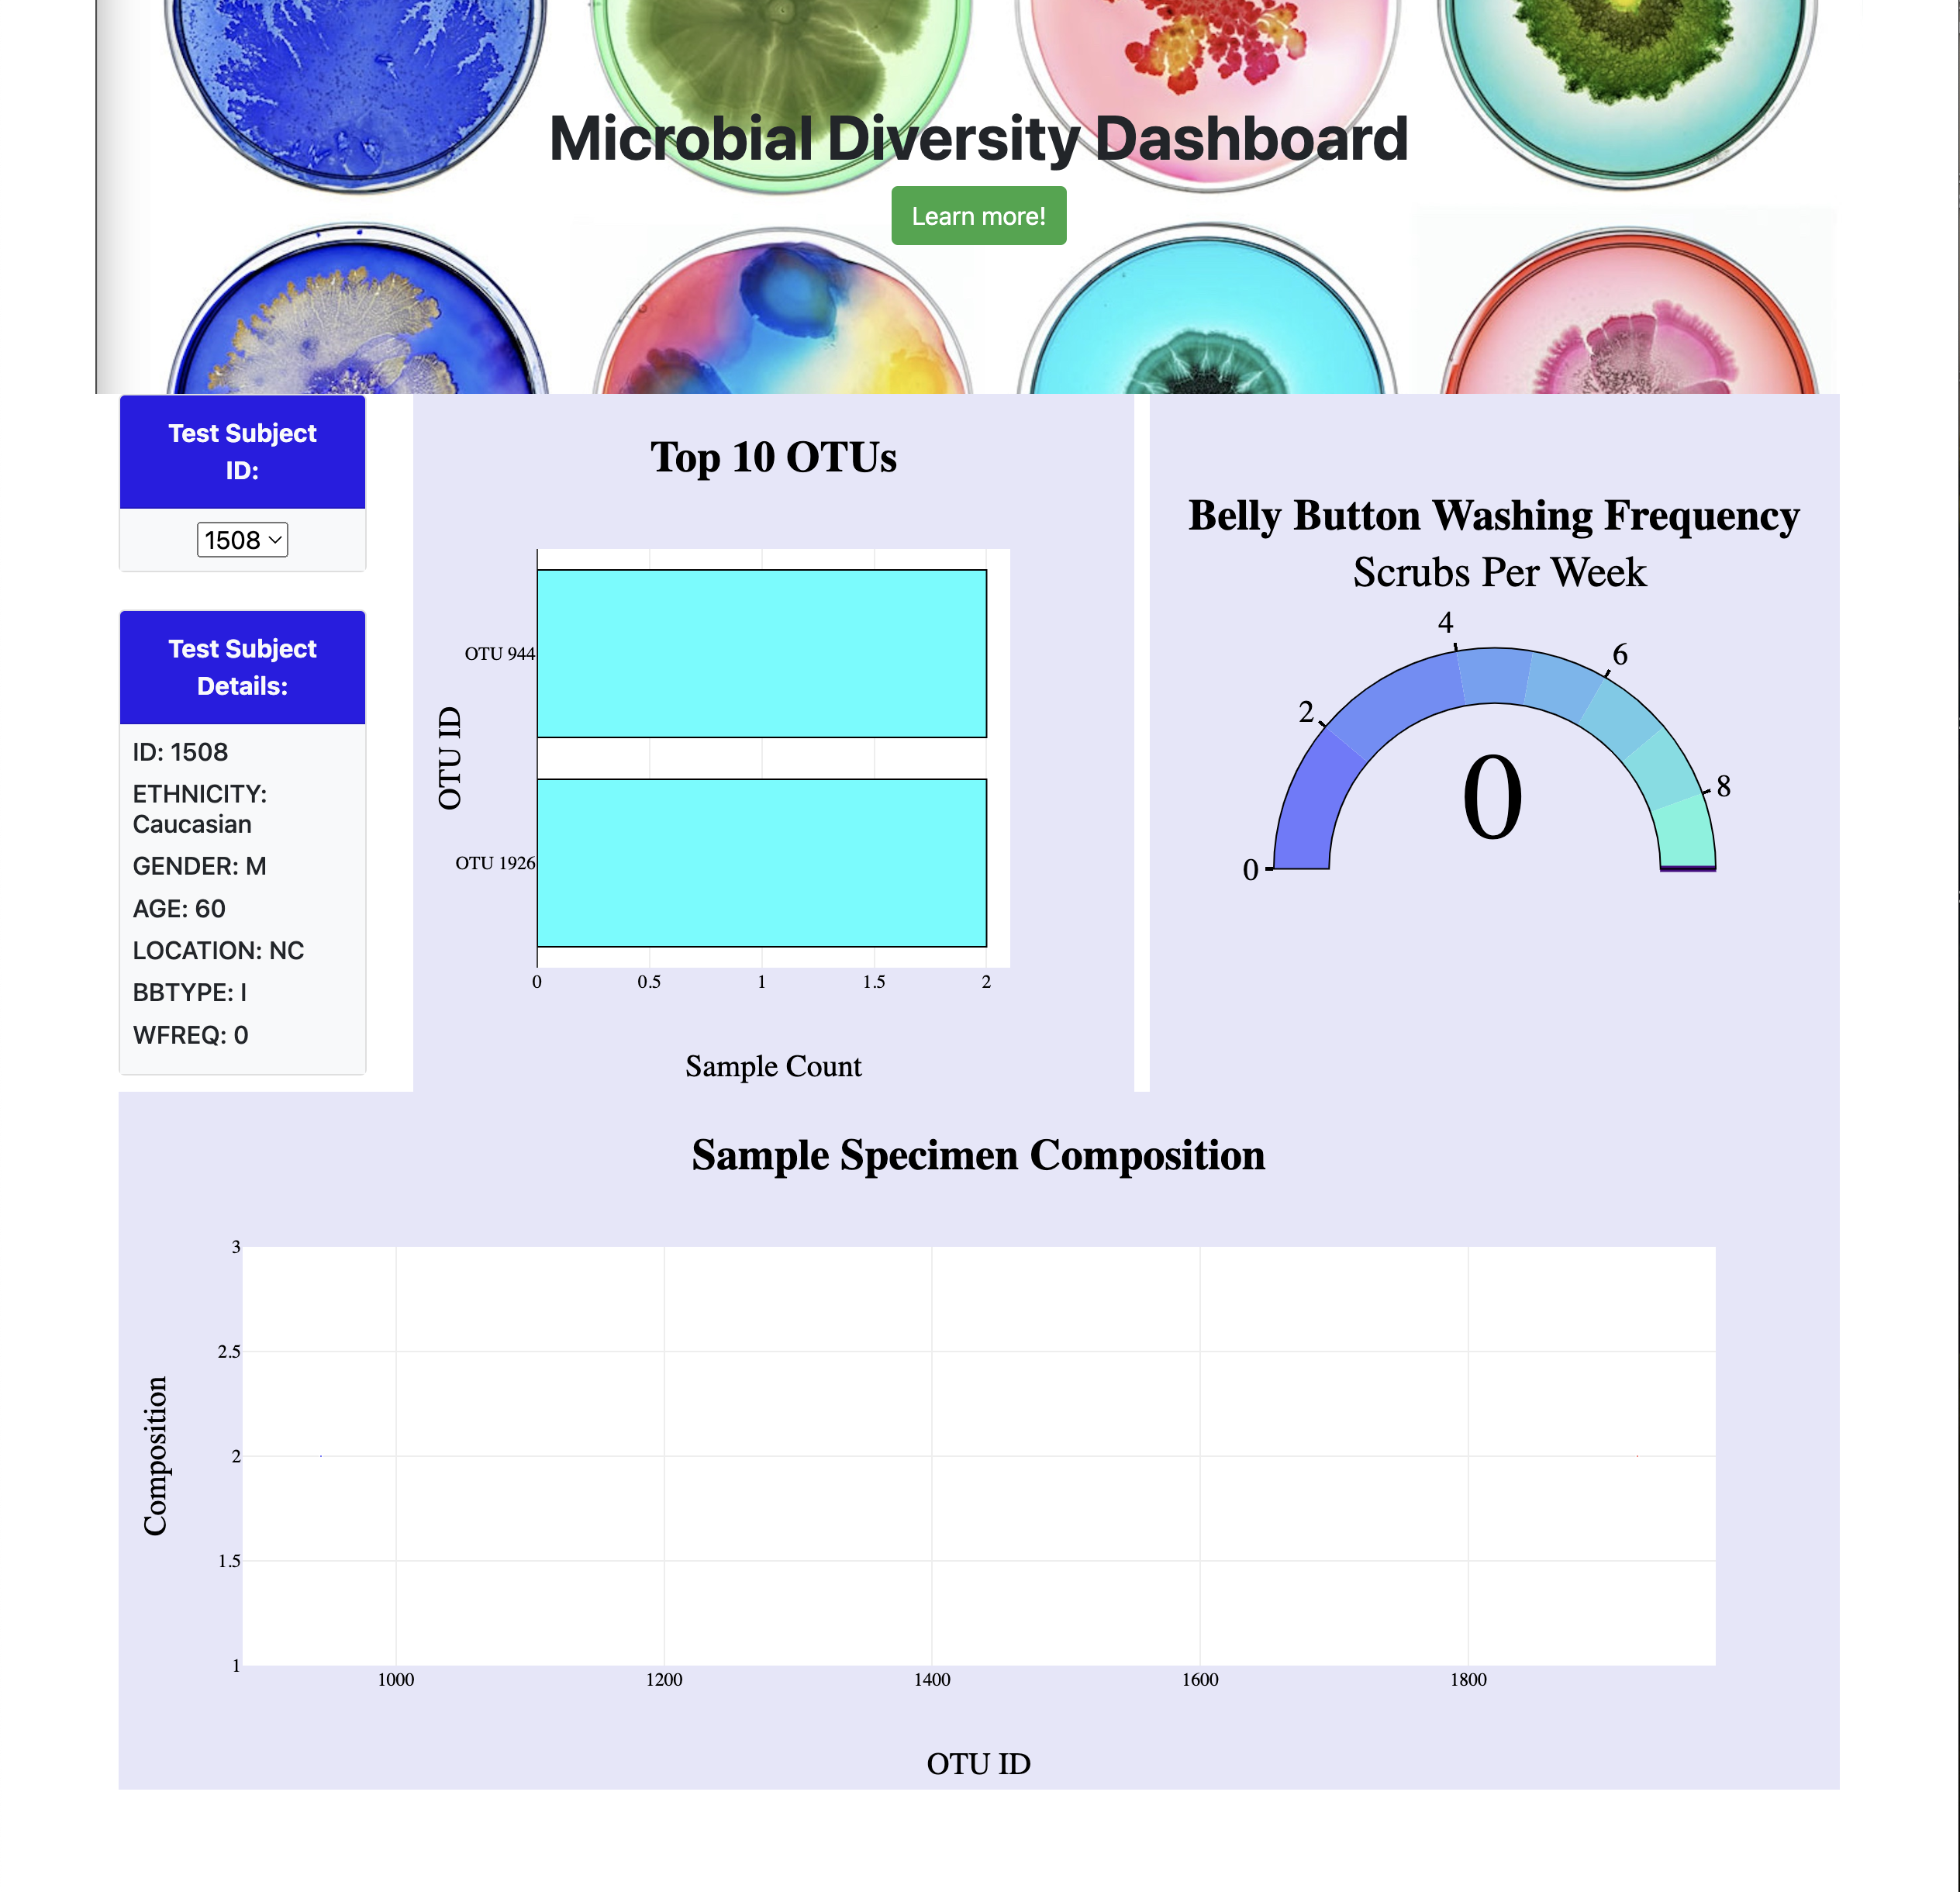 Microbial Diversity Dashboard
Learn more!
Test Subject
ID:
1508
Test Subject
Details:
ID: 1508
ETHNICITY:
Caucasian
GENDER: M
AGE: 60
LOCATION: NC
BBTYPE: I
WFREQ: 0
Top 10 OTUs
OTU ID
OTU 944
OTU 1926
0 0.5 1 1.5 2
Sample Count
Belly Button Washing Frequency
Scrubs Per Week
0
2
4
6
8
0
Sample Specimen Composition
Composition
3
2.5
2
1.5
1
1000 1200 1400 1600 1800
OTU ID